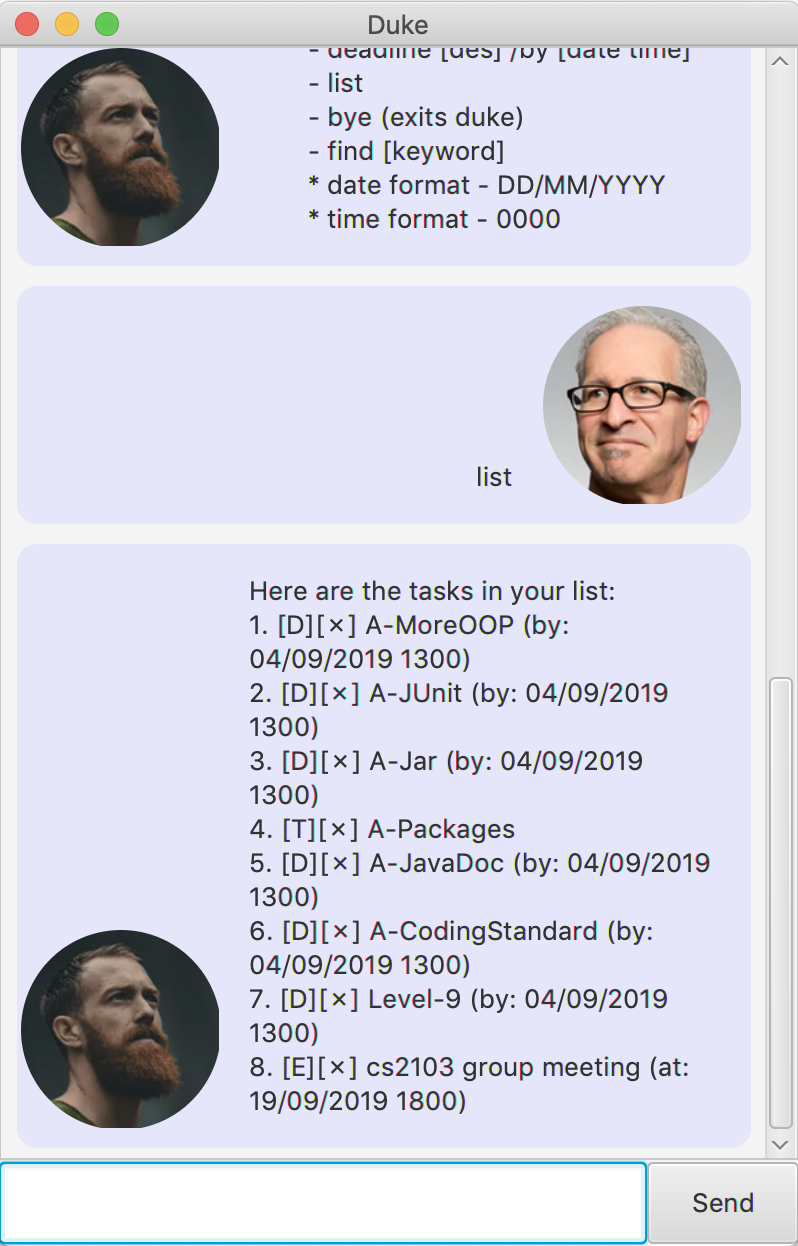 Duke
- deadline [des] /by [date time]
- list
- bye (exits duke)
- find [keyword]
* date format - DD/MM/YYYY
* time format - 0000
list
Here are the tasks in your list:
1. [D][×] A-MoreOOP (by:
04/09/2019 1300)
2. [D][×] A-JUnit (by: 04/09/2019
1300)
3. [D][×] A-Jar (by: 04/09/2019
1300)
4. [T][×] A-Packages
5. [D][×] A-JavaDoc (by: 04/09/2019
1300)
6. [D][×] A-CodingStandard (by:
04/09/2019 1300)
7. [D][×] Level-9 (by: 04/09/2019
1300)
8. [E][×] cs2103 group meeting (at:
19/09/2019 1800)
Send